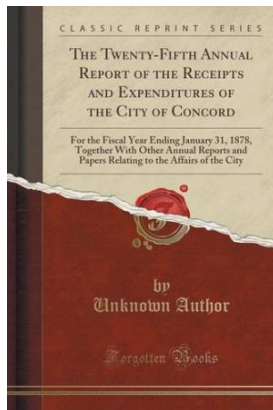 CLASSIC REPRINT SERIES
THE TWENTY-FIFTH ANNUAL
REPORT OF THE RECEIPTS
AND EXPENDITURES OF
THE CITY OF CONCORD
For the Fiscal Year Ending January 31, 1878,
Together With Other Annual Reports and
Papers Relating to the Affairs of the City
by
Unknown Author
Forgotten Books